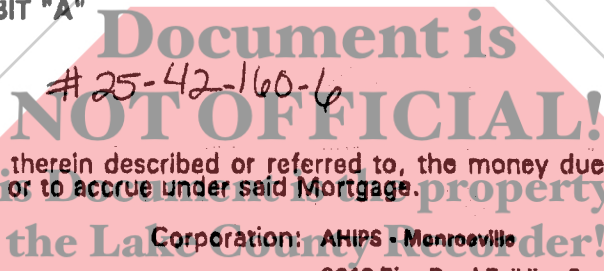 BIT "A"
Document is
#25-42-160-6
NOT OFFICIAL!
therein described or referred to, the money due
or to accrue under said Mortgage.
is Document is the property
the Lake County Recorder!
Corporation: AHIPS - Monroeville